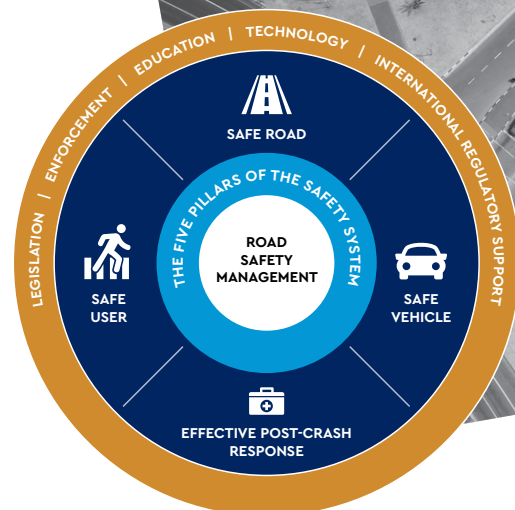 LEGISLATION | ENFORCEMENT | EDUCATION | TECHNOLOGY | INTERNATIONAL REGULATORY SUPPORT
SAFE ROAD
THE FIVE PILLARS OF THE SAFETY SYSTEM
ROAD
SAFETY
MANAGEMENT
SAFE
USER
SAFE
VEHICLE
EFFECTIVE POST-CRASH
RESPONSE